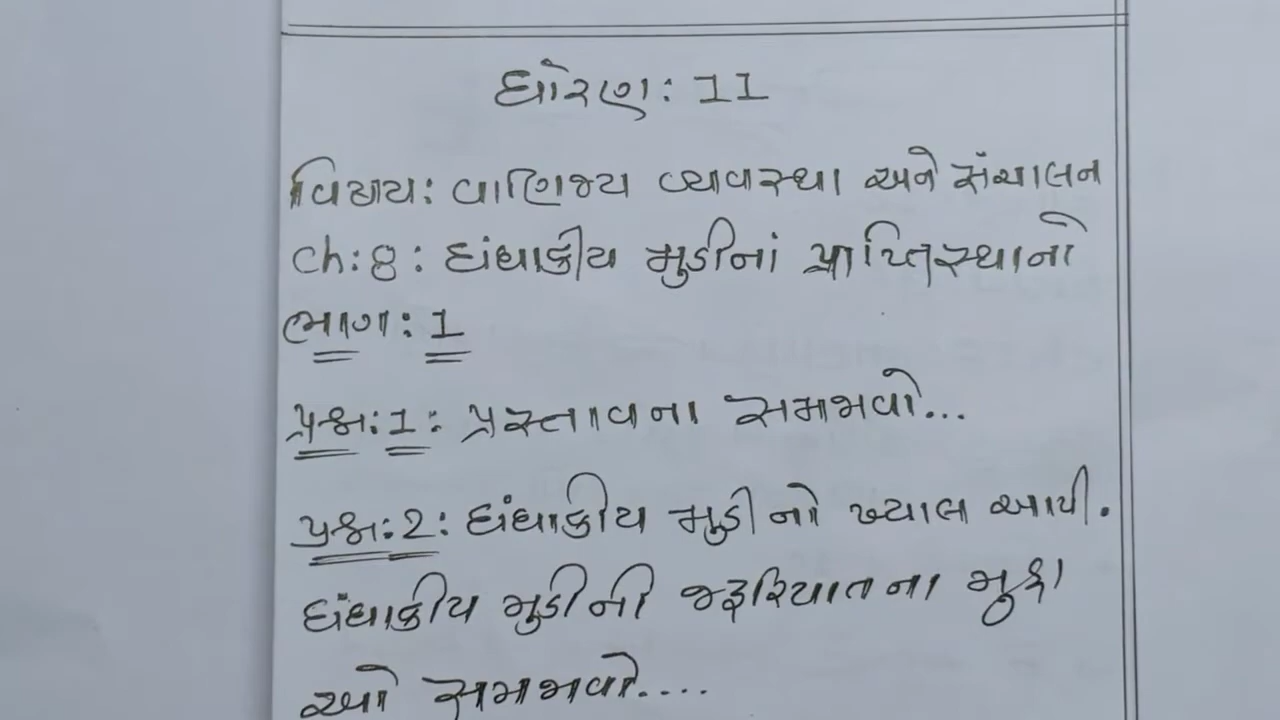 ધોરણ: 11
વિષય: વાણિજ્ય વ્યવસ્થા અને સંચાલન
ch: 8: ધંધાકીય મુડીનાં પ્રાપ્તિસ્થાનો
ભાગ: 1
પ્રશ્ન: 1: પ્રસ્તાવના સમજાવો...
પ્રશ્ન: 2: ધંધાકીય મુડી નો ખ્યાલ આપી.
ધંધાકીય મુડી ની જરૂરિયાતના મુદ્દા
ઓ સમજાવો....